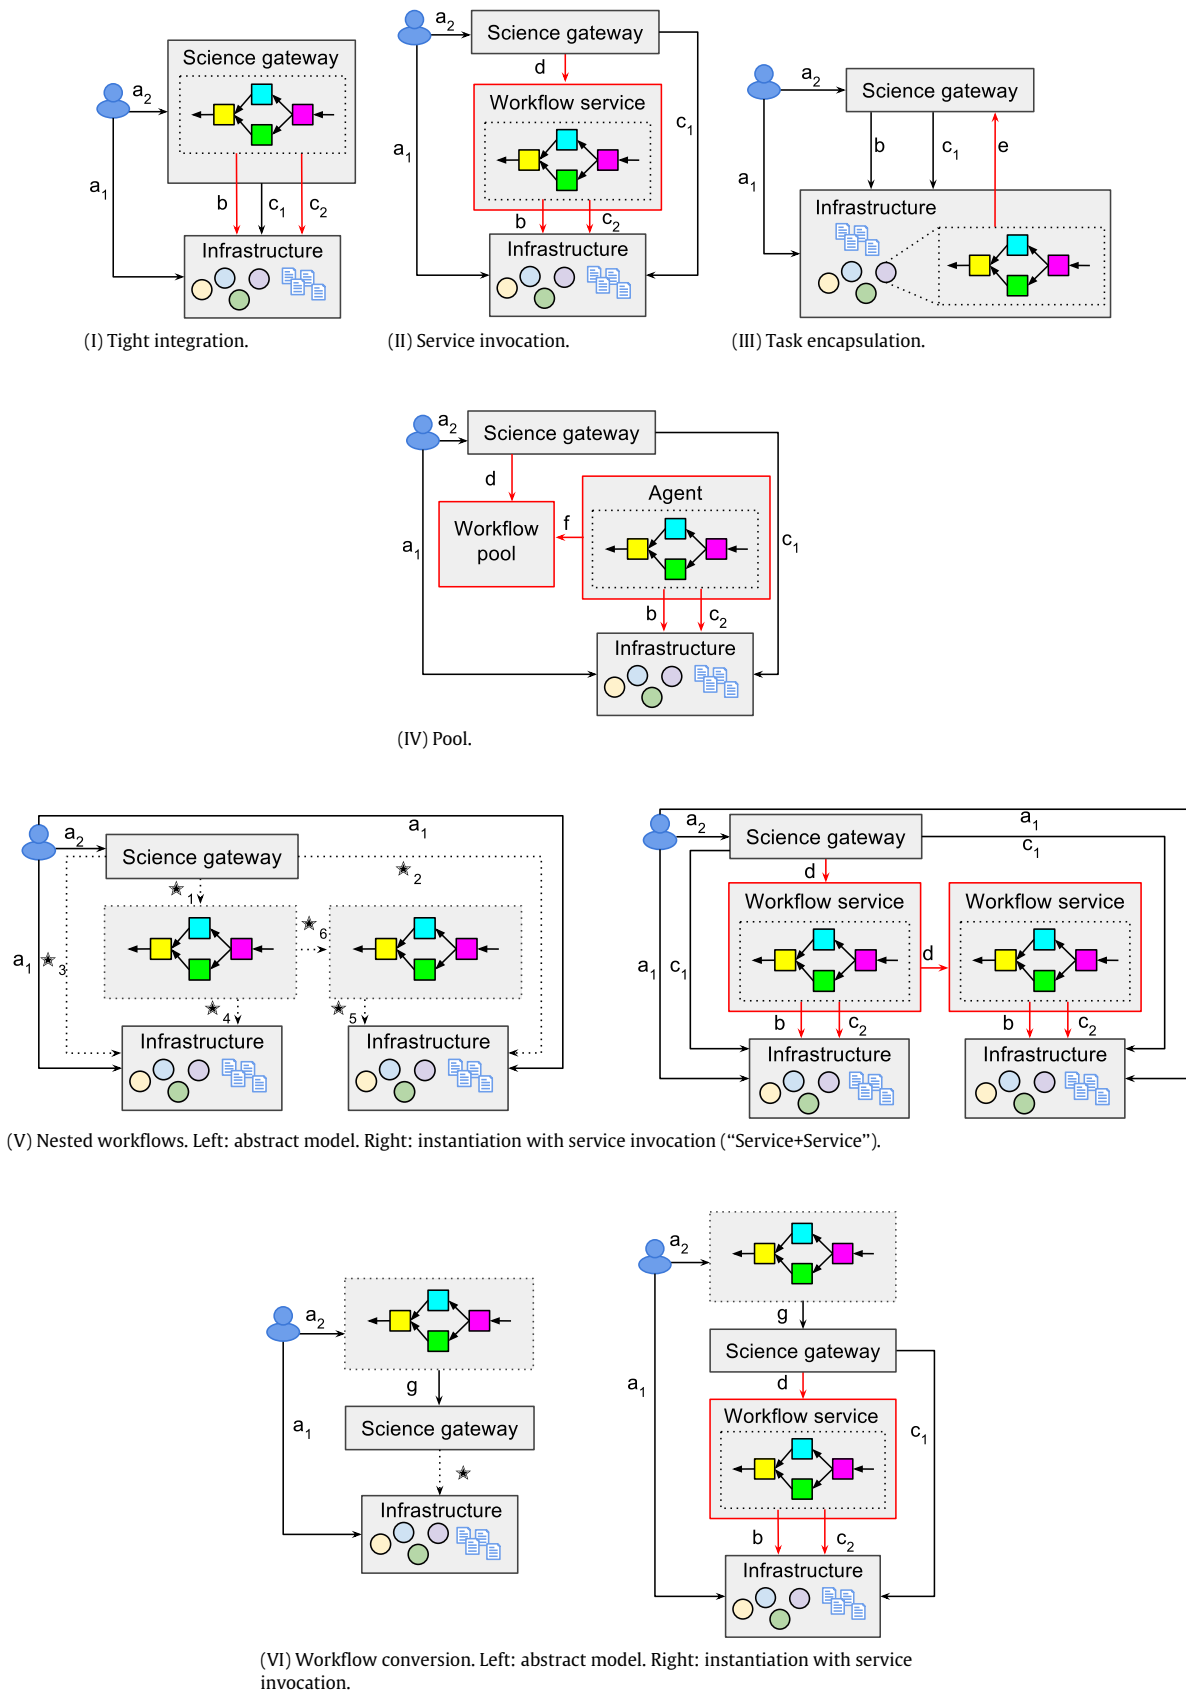 a2
Science gateway
a1
b
c1
c2
Infrastructure
(I) Tight integration.
a2
Science gateway
d
Workflow service
a1
c1
b
c2
Infrastructure
(II) Service invocation.
a2
Science gateway
a1
b
c1
e
Infrastructure
(III) Task encapsulation.
a2
Science gateway
d
Agent
Workflow
pool
f
a1
c1
b
c2
Infrastructure
(IV) Pool.
a2
a1
Science gateway
★2
★1
★6
a1
★3
★4
★5
Infrastructure
Infrastructure
a2
a1
Science gateway
c1
d
Workflow service
Workflow service
a1
c1
d
b
c2
b
c2
Infrastructure
Infrastructure
(V) Nested workflows. Left: abstract model. Right: instantiation with service invocation (“Service+Service”).
a2
g
a1
Science gateway
★
Infrastructure
a2
g
Science gateway
a1
d
Workflow service
c1
b
c2
Infrastructure
(VI) Workflow conversion. Left: abstract model. Right: instantiation with service
invocation.